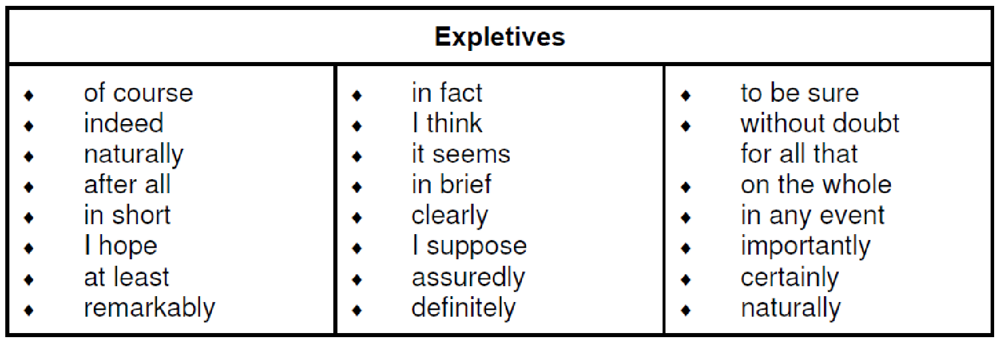 Expletives
♦ of course
♦ indeed
♦ naturally
♦ after all
♦ in short
♦ I hope
♦ at least
♦ remarkably
♦ in fact
♦ I think
♦ it seems
♦ in brief
♦ clearly
♦ I suppose
♦ assuredly
♦ definitely
♦ to be sure
♦ without doubt
for all that
♦ on the whole
♦ in any event
♦ importantly
♦ certainly
♦ naturally